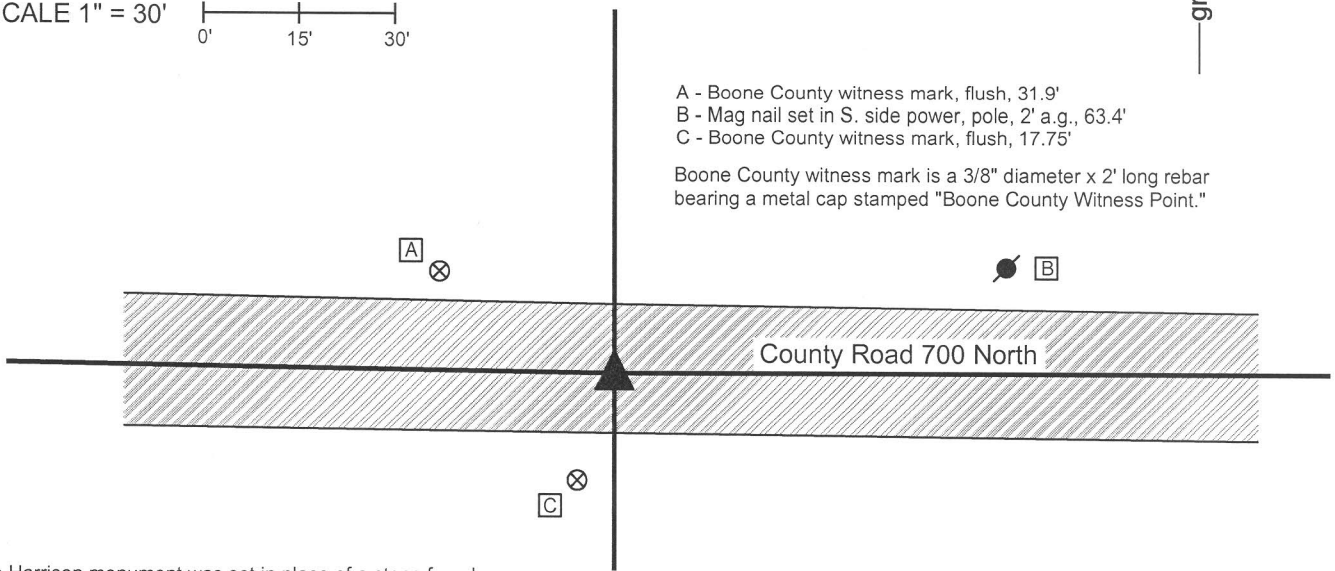 CALE 1" = 30'
0' 15' 30'
gr
A - Boone County witness mark, flush, 31.9'
B - Mag nail set in S. side power, pole, 2' a.g., 63.4'
C - Boone County witness mark, flush, 17.75'
Boone County witness mark is a 3/8" diameter x 2' long rebar
bearing a metal cap stamped "Boone County Witness Point."
A
B
County Road 700 North
C
Harrison monument was set in place of a stone found